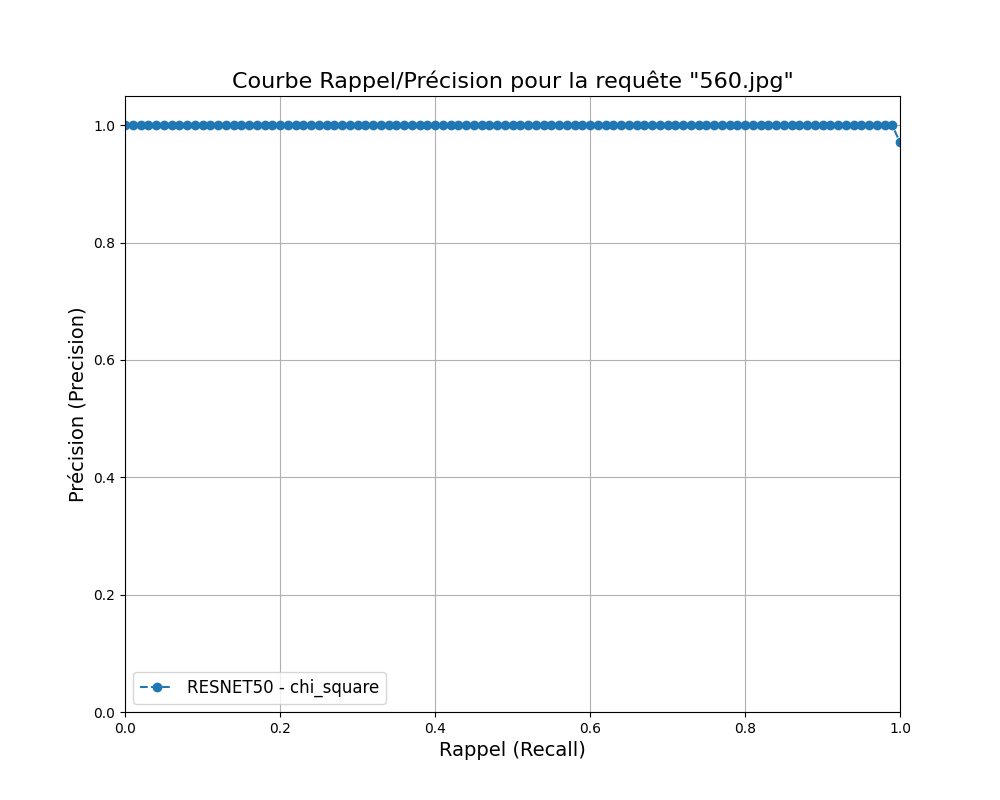 Courbe Rappel/Précision pour la requête "560.jpg"
1.0
0.8
0.6
0.4
0.2
0.0
Précision (Precision)
RESNET50 - chi_square
0.0 0.2 0.4 0.6 0.8 1.0
Rappel (Recall)